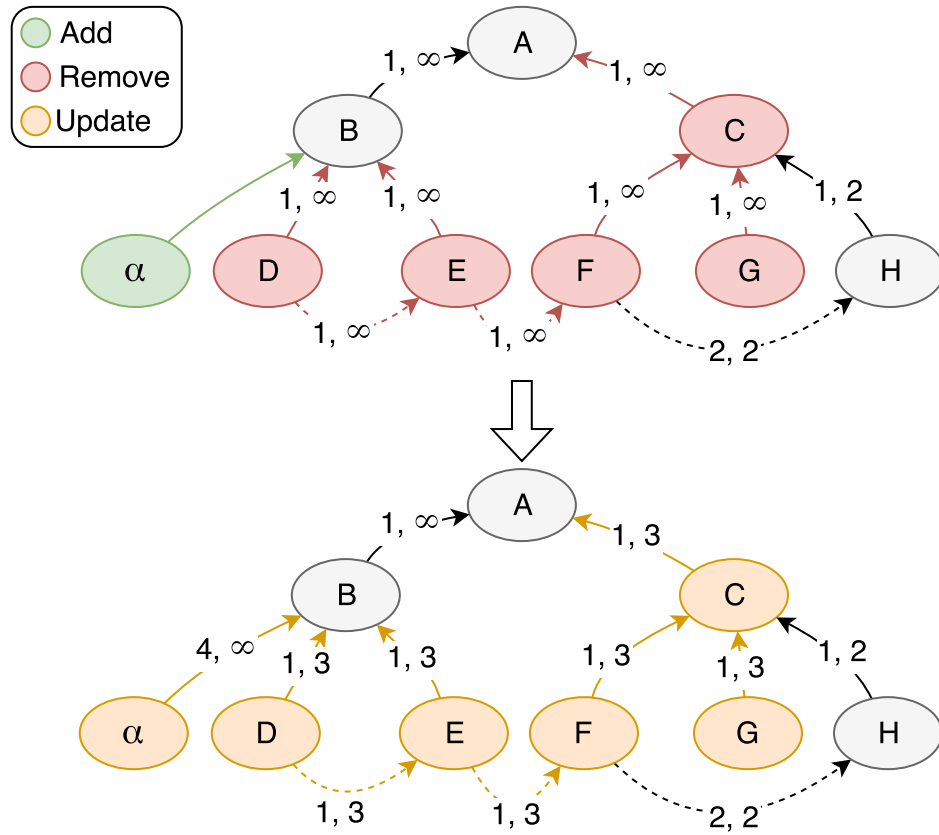 Add
Remove
Update
A
1, ∞
1, ∞
B
C
1, ∞
1, ∞
1, ∞
1, ∞
1, 2
α
D
E
F
G
H
1, ∞
1, ∞
2, 2
A
1, ∞
1, 3
B
C
4, ∞
1, 3
1, 3
1, 3
1, 3
1, 2
α
D
E
F
G
H
1, 3
1, 3
2, 2